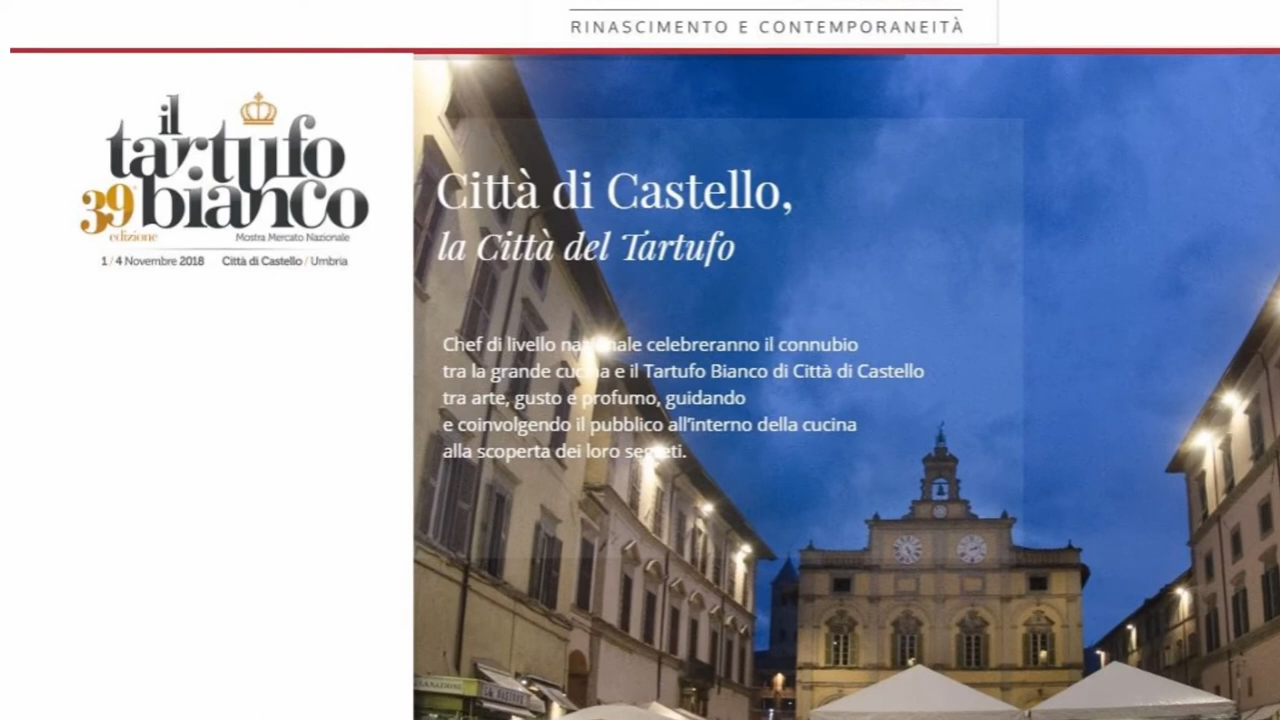 RINASCIMENTO E CONTEMPORANEITÀ
il
tartufo
39ª bianco
edizione Mostra Mercato Nazionale
1 / 4 Novembre 2018 Città di Castello / Umbria
Città di Castello,
la Città del Tartufo
Chef di livello nazionale celebreranno il connubio
tra la grande cucina e il Tartufo Bianco di Città di Castello
tra arte, gusto e profumo, guidando
e coinvolgendo il pubblico all'interno della cucina
alla scoperta dei loro segreti.